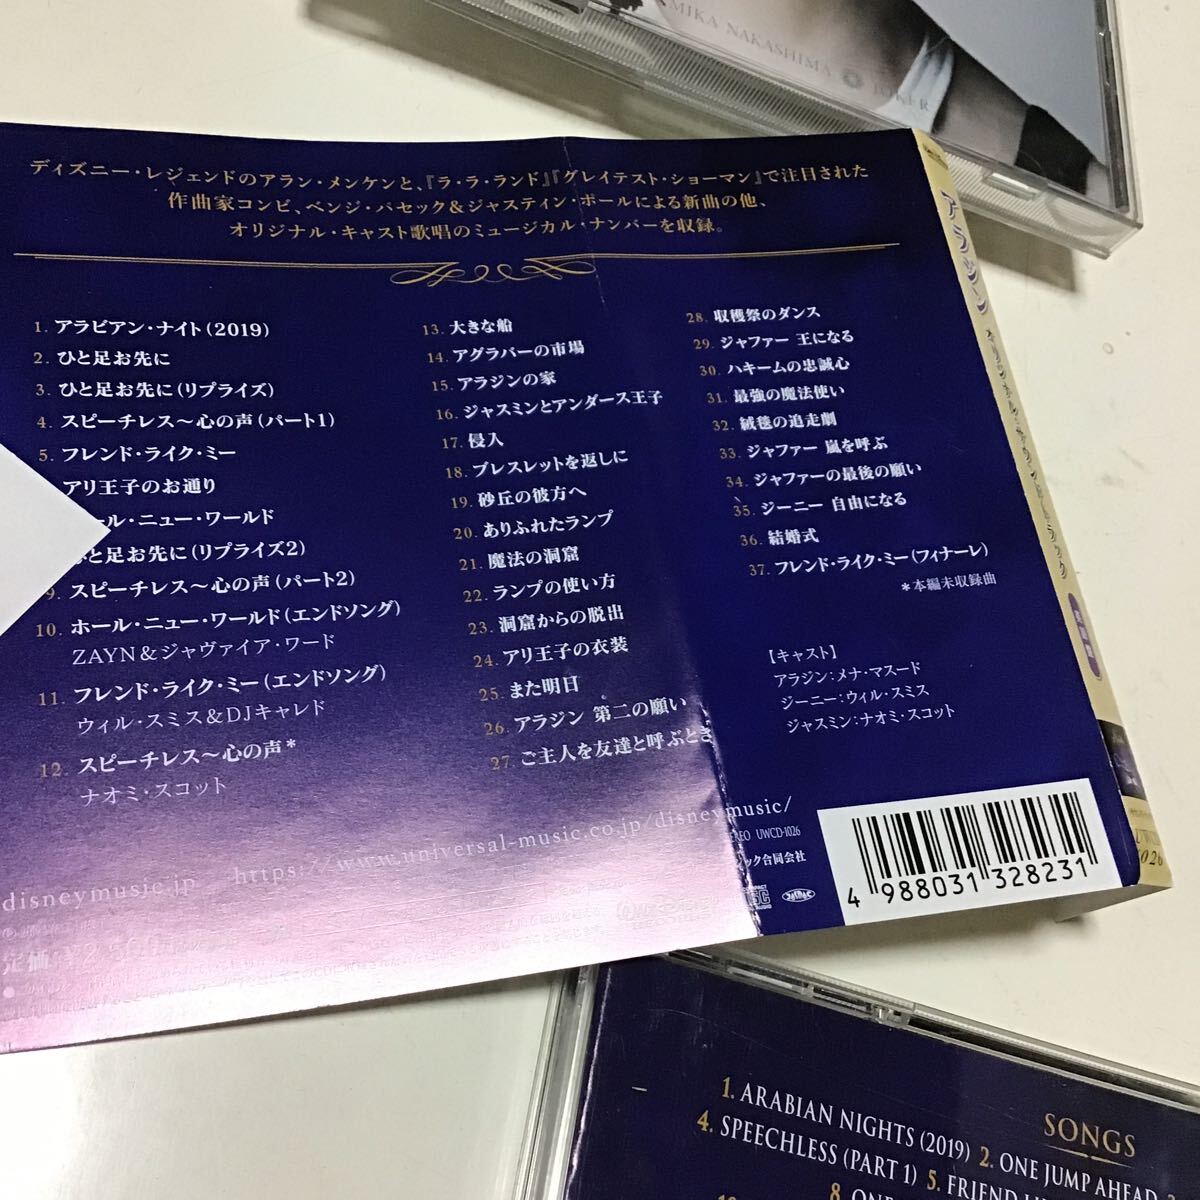 MIKA NAKASHIMA JOKER
ディズニー・レジェンドのアラン・メンケンと、『ラ・ラ・ランド』『グレイテスト・ショーマン』で注目された
作曲家コンビ、ベンジ・パセック&ジャスティン・ポールによる新曲の他、
オリジナル・キャスト歌唱のミュージカル・ナンバーを収録。
1. アラビアン・ナイト(2019)
2. ひと足お先に
3. ひと足お先に(リプライズ)
4. スピーチレス～心の声(パート1)
5. フレンド・ライク・ミー
アリ王子のお通り
ール・ニュー・ワールド
と足お先に(リプライズ2)
9. スピーチレス～心の声(パート2)
10. ホール・ニュー・ワールド(エンドソング)
ZAYN&ジャヴァイア・ワード
11. フレンド・ライク・ミー(エンドソング)
ウィル・スミス&DJキャレド
12. スピーチレス～心の声*
ナオミ・スコット
13. 大きな船
14. アグラバーの市場
15. アラジンの家
16. ジャスミンとアンダース王子
17. 侵入
18. ブレスレットを返しに
19. 砂丘の彼方へ
20. ありふれたランプ
21. 魔法の洞窟
22. ランプの使い方
23. 洞窟からの脱出
24. アリ王子の衣装
25. また明日
26. アラジン 第二の願い
27. ご主人を友達と呼ぶとき
28. 収穫祭のダンス
29. ジャファー 王になる
30. ハキームの忠誠心
31. 最強の魔法使い
32. 絨毯の追走劇
33. ジャファー 嵐を呼ぶ
34. ジャファーの最後の願い
35. ジーニー 自由になる
36. 結婚式
37. フレンド・ライク・ミー(フィナーレ)
*本編未収録曲
【キャスト】
アラジン:メナ・マスード
ジーニー:ウィル・スミス
ジャスミン:ナオミ・スコット
disneymusic.jp https://www.universal-music.co.jp/disneymusic/
EREO UWCD-1026
ック合同会社
4 988031 328231
アラジン オリジナル・サウンドトラック
英語盤
UWCD
1026
SONGS
1. ARABIAN NIGHTS (2019) 2. ONE JUMP AHEAD
4. SPEECHLESS (PART 1) 5. FRIEND
8. ONE